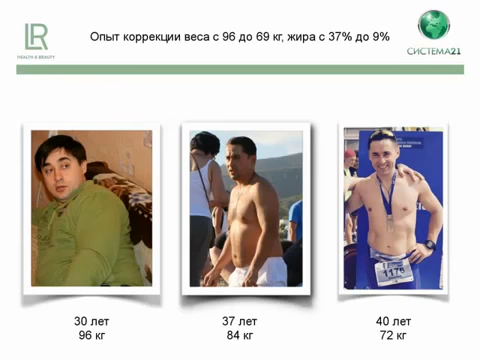 LR
HEALTH & BEAUTY
Опыт коррекции веса с 96 до 69 кг, жира с 37% до 9%
СИСТЕМА21
1176
30 лет
96 кг
37 лет
84 кг
40 лет
72 кг